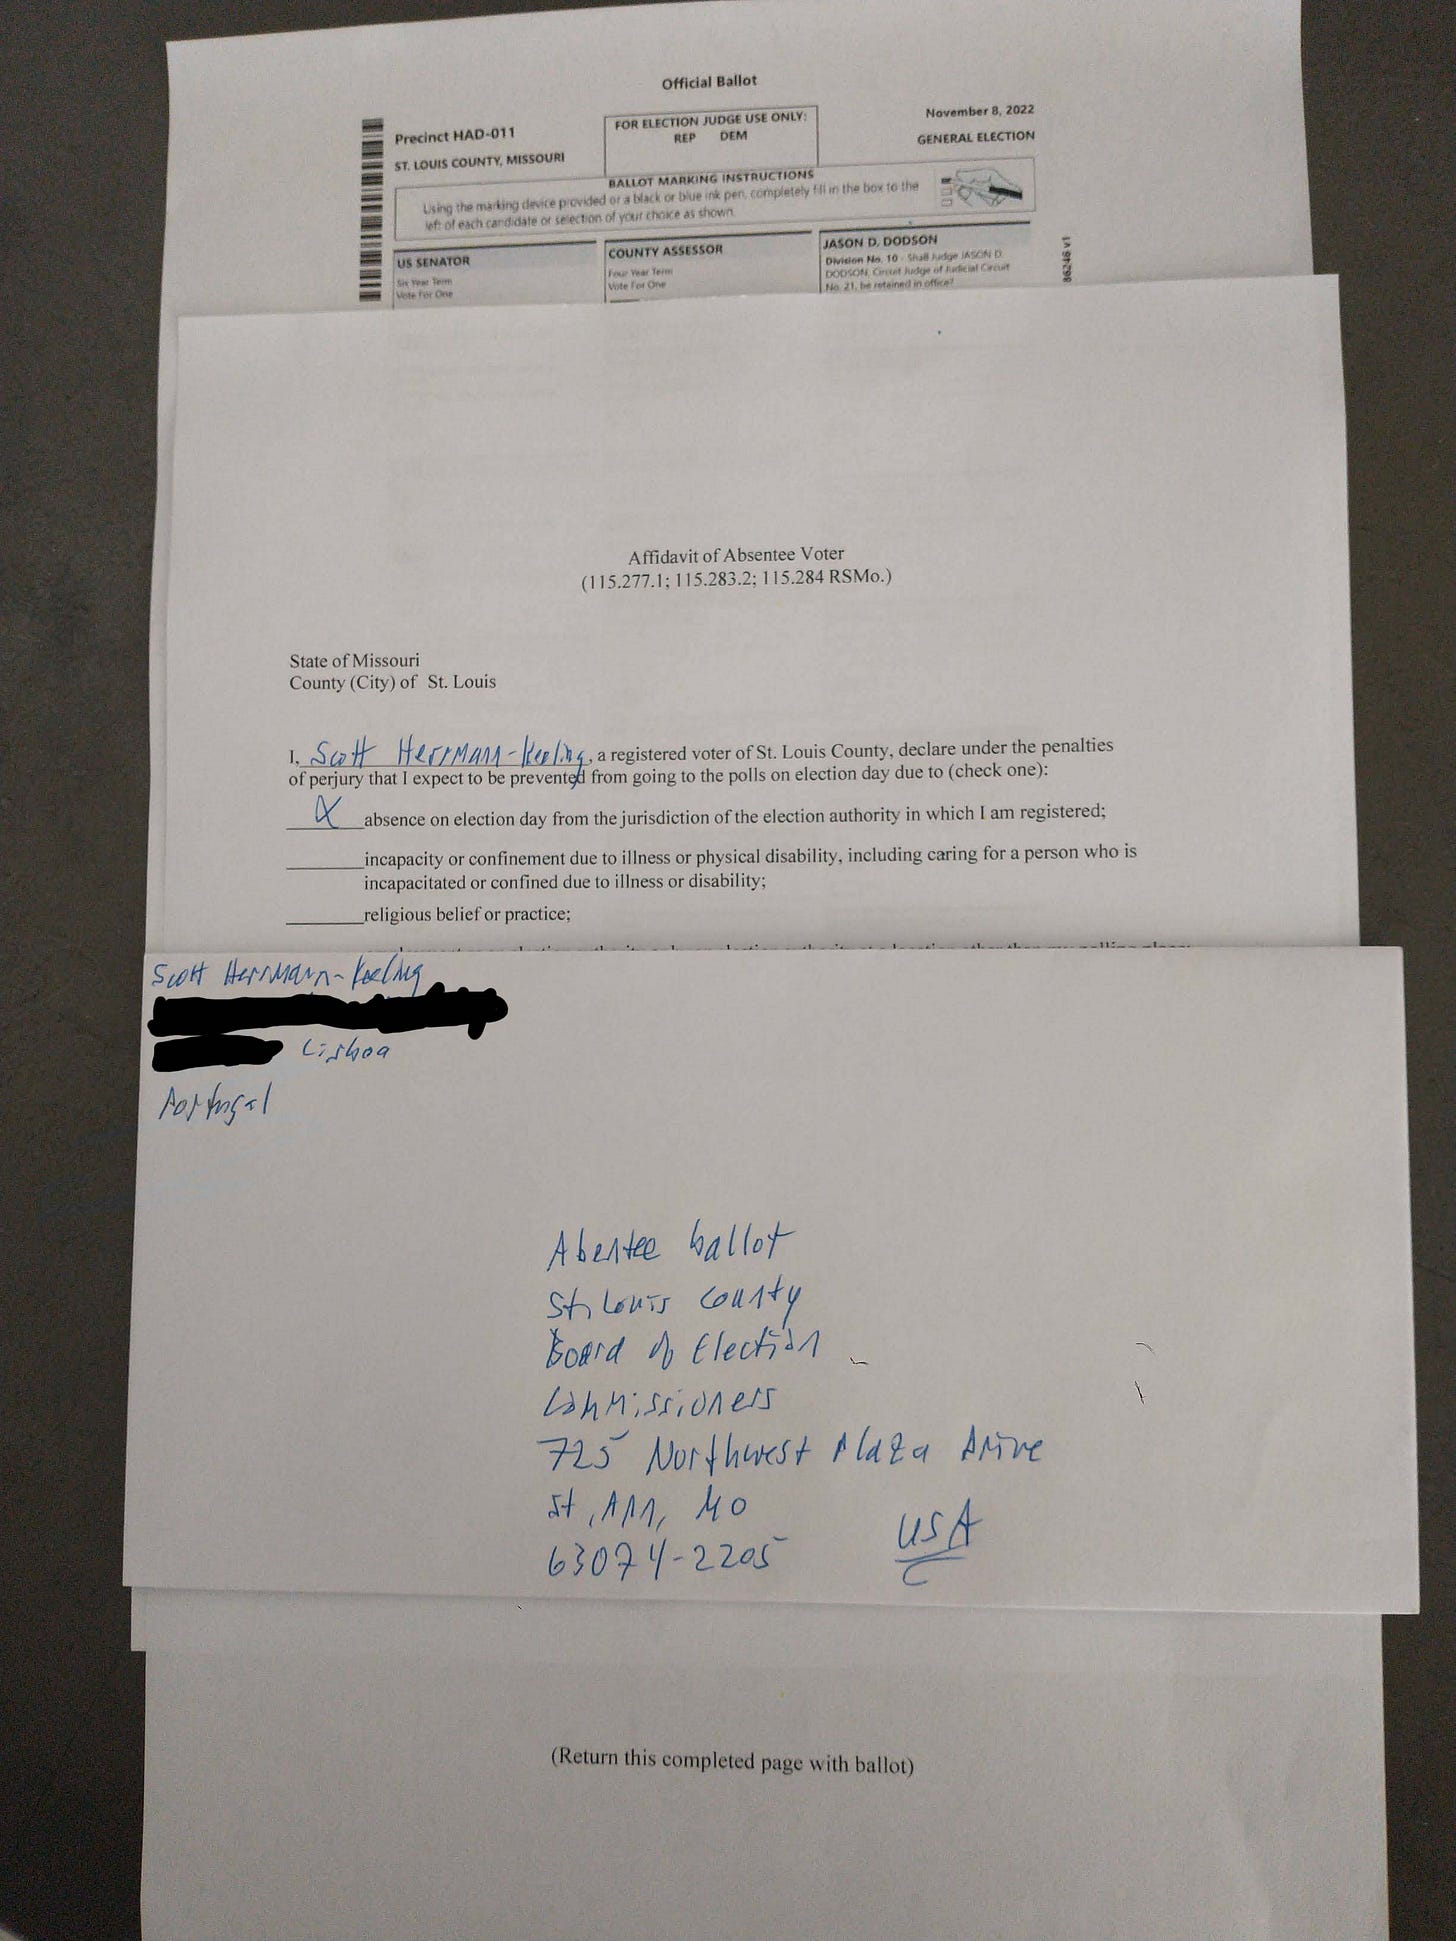 Official Ballot
Precinct HAD-011
ST. LOUIS COUNTY, MISSOURI
FOR ELECTION JUDGE USE ONLY:
REP DEM
November 8, 2022
GENERAL ELECTION
BALLOT MARKING INSTRUCTIONS
Using the marking device provided or a black or blue ink pen, completely fill in the box to the
left of each candidate or selection of your choice as shown.
US SENATOR
Six Year Term
Vote For One
COUNTY ASSESSOR
Four Year Term
Vote For One
JASON D. DODSON
Division No. 10 - Shall Judge JASON D.
DODSON, Circuit Judge of Judicial Circuit
No. 21, be retained in office?
86246 v1
Affidavit of Absentee Voter
(115.277.1; 115.283.2; 115.284 RSMo.)
State of Missouri
County (City) of St. Louis
I, Scott Herrmann-Keeling, a registered voter of St. Louis County, declare under the penalties
of perjury that I expect to be prevented from going to the polls on election day due to (check one):
X absence on election day from the jurisdiction of the election authority in which I am registered;
incapacity or confinement due to illness or physical disability, including caring for a person who is
incapacitated or confined due to illness or disability;
religious belief or practice;
Scott Herrmann-Keeling
Lisboa
Portugal
Abentee ballot
St. Louis County
Board of Election
Commissioners
725 Northwest Plaza Drive
St. Ann, MO
63074-2205 USA
(Return this completed page with ballot)